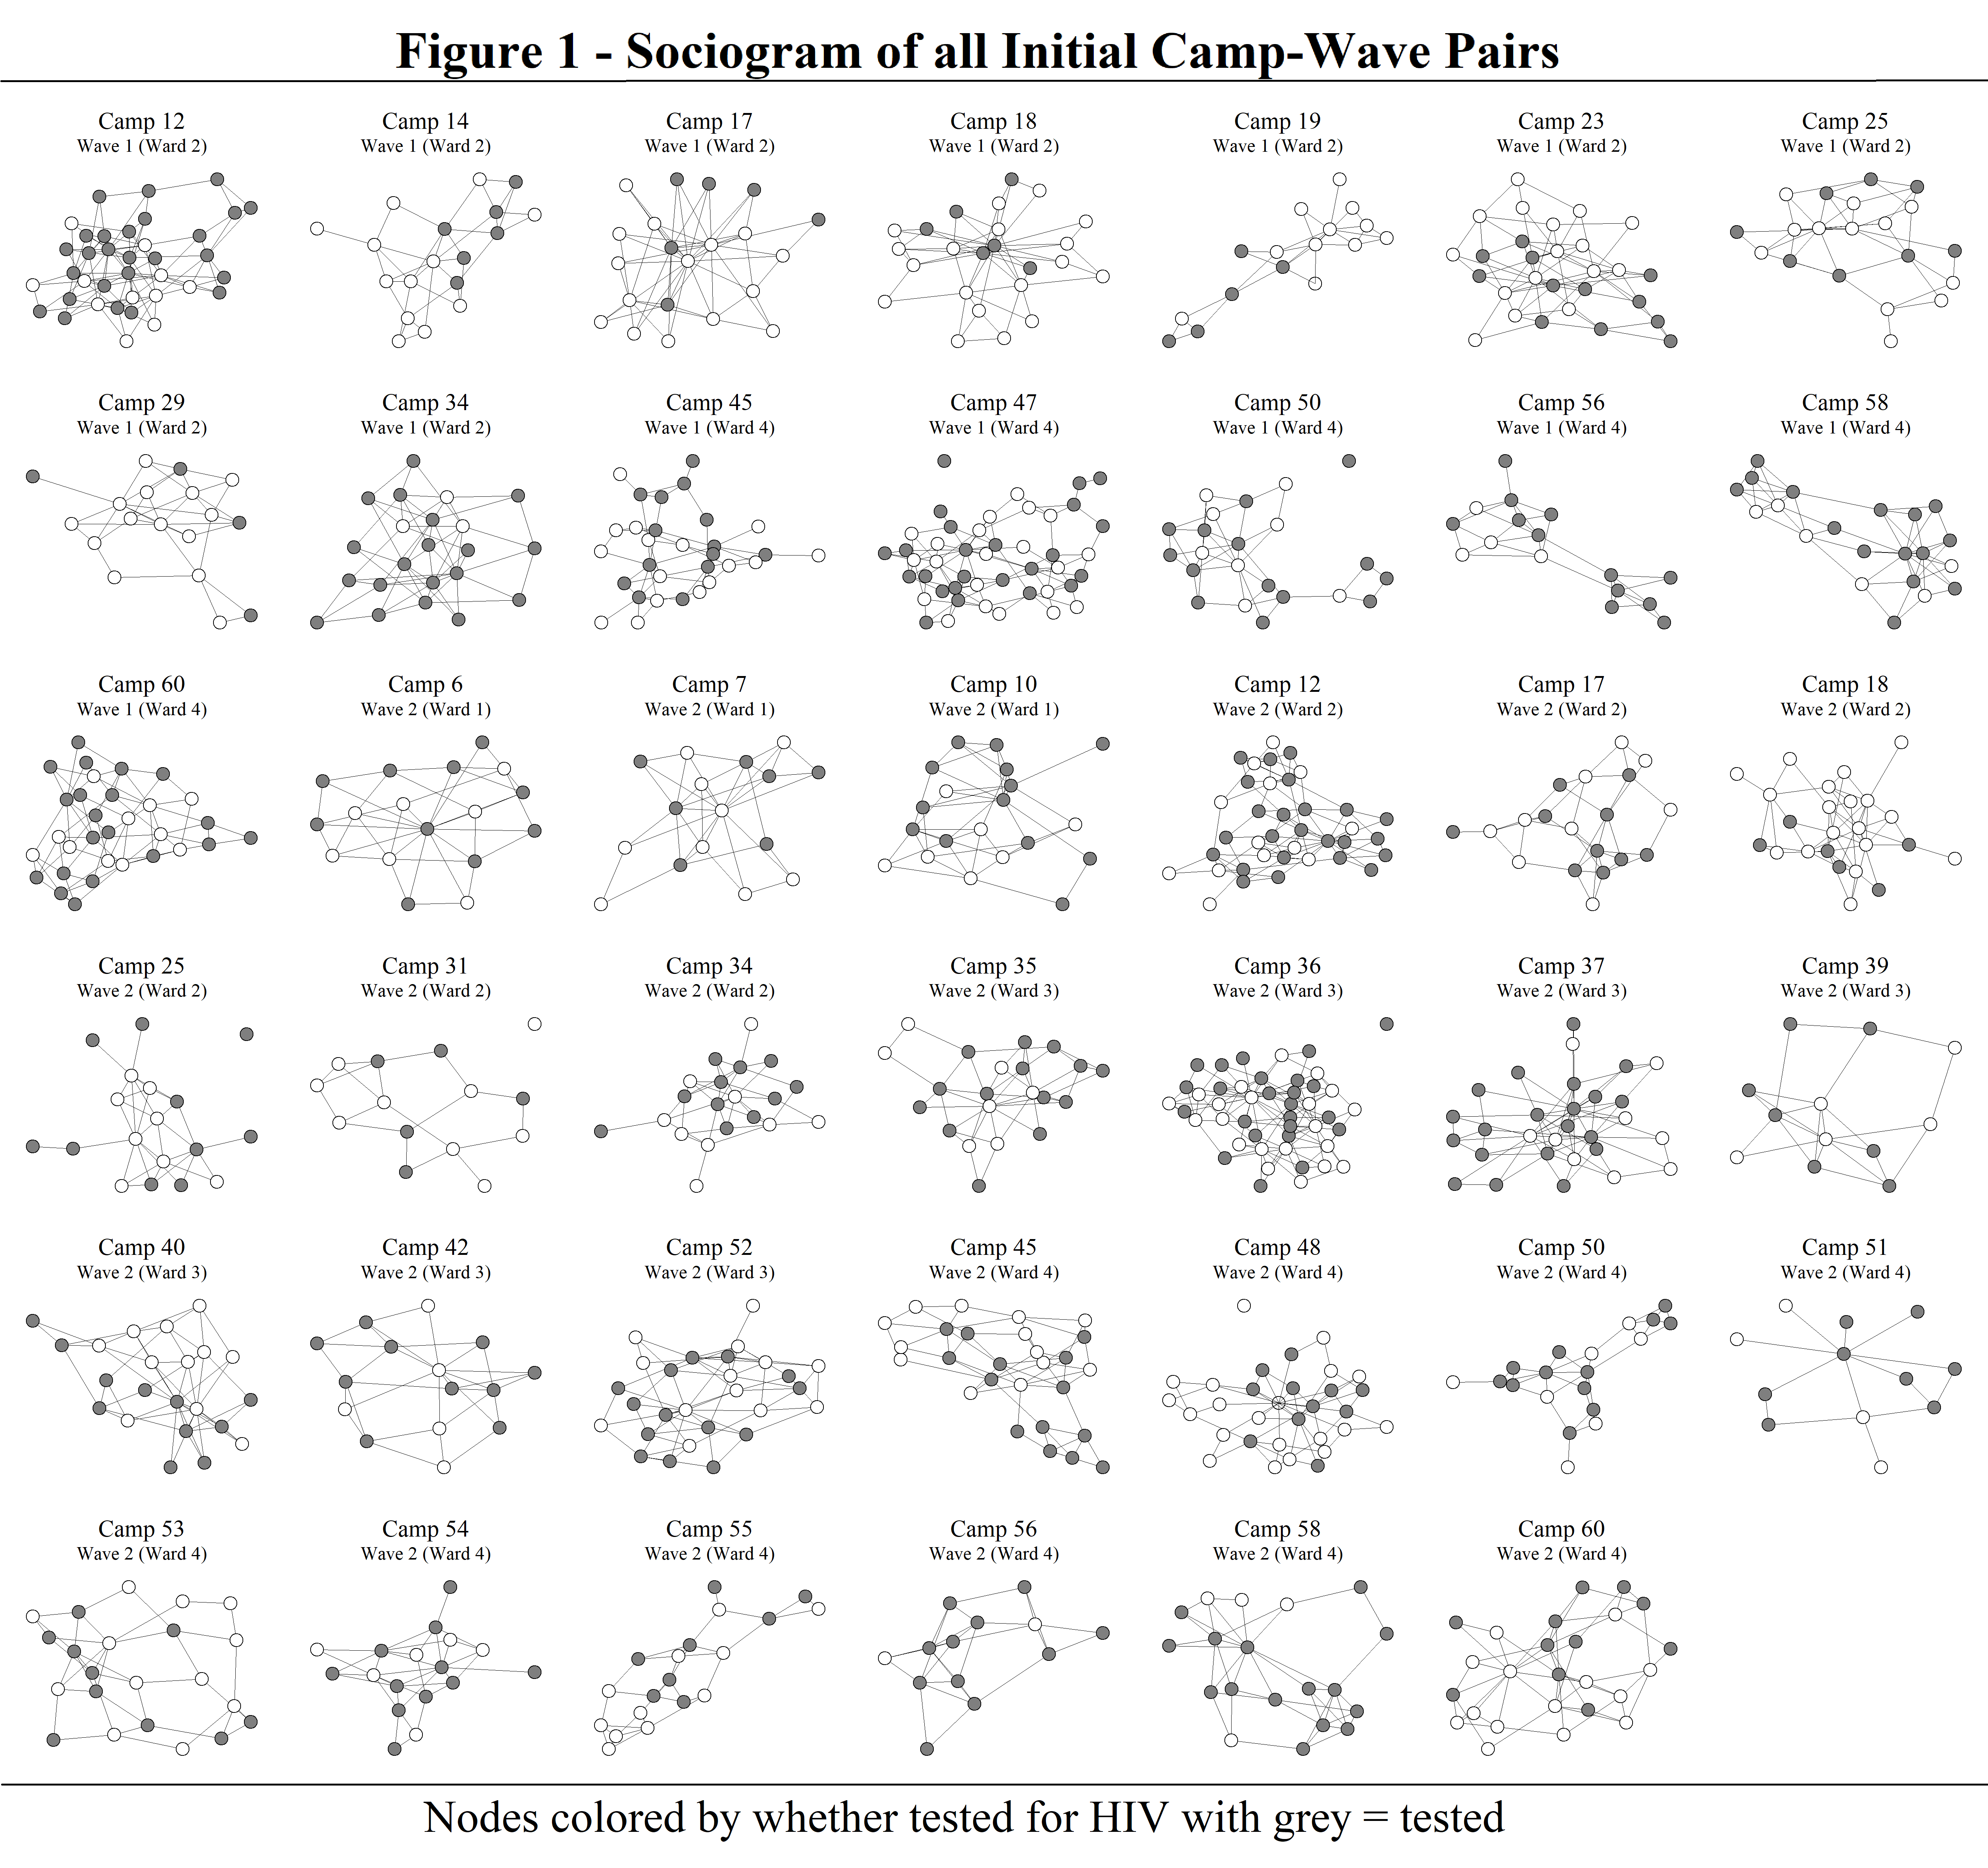 Figure 1 - Sociogram of all Initial Camp-Wave Pairs
Camp 12
Wave 1 (Ward 2)
Camp 14
Wave 1 (Ward 2)
Camp 17
Wave 1 (Ward 2)
Camp 18
Wave 1 (Ward 2)
Camp 19
Wave 1 (Ward 2)
Camp 23
Wave 1 (Ward 2)
Camp 25
Wave 1 (Ward 2)
Camp 29
Wave 1 (Ward 2)
Camp 34
Wave 1 (Ward 2)
Camp 45
Wave 1 (Ward 4)
Camp 47
Wave 1 (Ward 4)
Camp 50
Wave 1 (Ward 4)
Camp 56
Wave 1 (Ward 4)
Camp 58
Wave 1 (Ward 4)
Camp 60
Wave 1 (Ward 4)
Camp 6
Wave 2 (Ward 1)
Camp 7
Wave 2 (Ward 1)
Camp 10
Wave 2 (Ward 1)
Camp 12
Wave 2 (Ward 2)
Camp 17
Wave 2 (Ward 2)
Camp 18
Wave 2 (Ward 2)
Camp 25
Wave 2 (Ward 2)
Camp 31
Wave 2 (Ward 2)
Camp 34
Wave 2 (Ward 2)
Camp 35
Wave 2 (Ward 3)
Camp 36
Wave 2 (Ward 3)
Camp 37
Wave 2 (Ward 3)
Camp 39
Wave 2 (Ward 3)
Camp 40
Wave 2 (Ward 3)
Camp 42
Wave 2 (Ward 3)
Camp 52
Wave 2 (Ward 3)
Camp 45
Wave 2 (Ward 4)
Camp 48
Wave 2 (Ward 4)
Camp 50
Wave 2 (Ward 4)
Camp 51
Wave 2 (Ward 4)
Camp 53
Wave 2 (Ward 4)
Camp 54
Wave 2 (Ward 4)
Camp 55
Wave 2 (Ward 4)
Camp 56
Wave 2 (Ward 4)
Camp 58
Wave 2 (Ward 4)
Camp 60
Wave 2 (Ward 4)
Nodes colored by whether tested for HIV with grey = tested